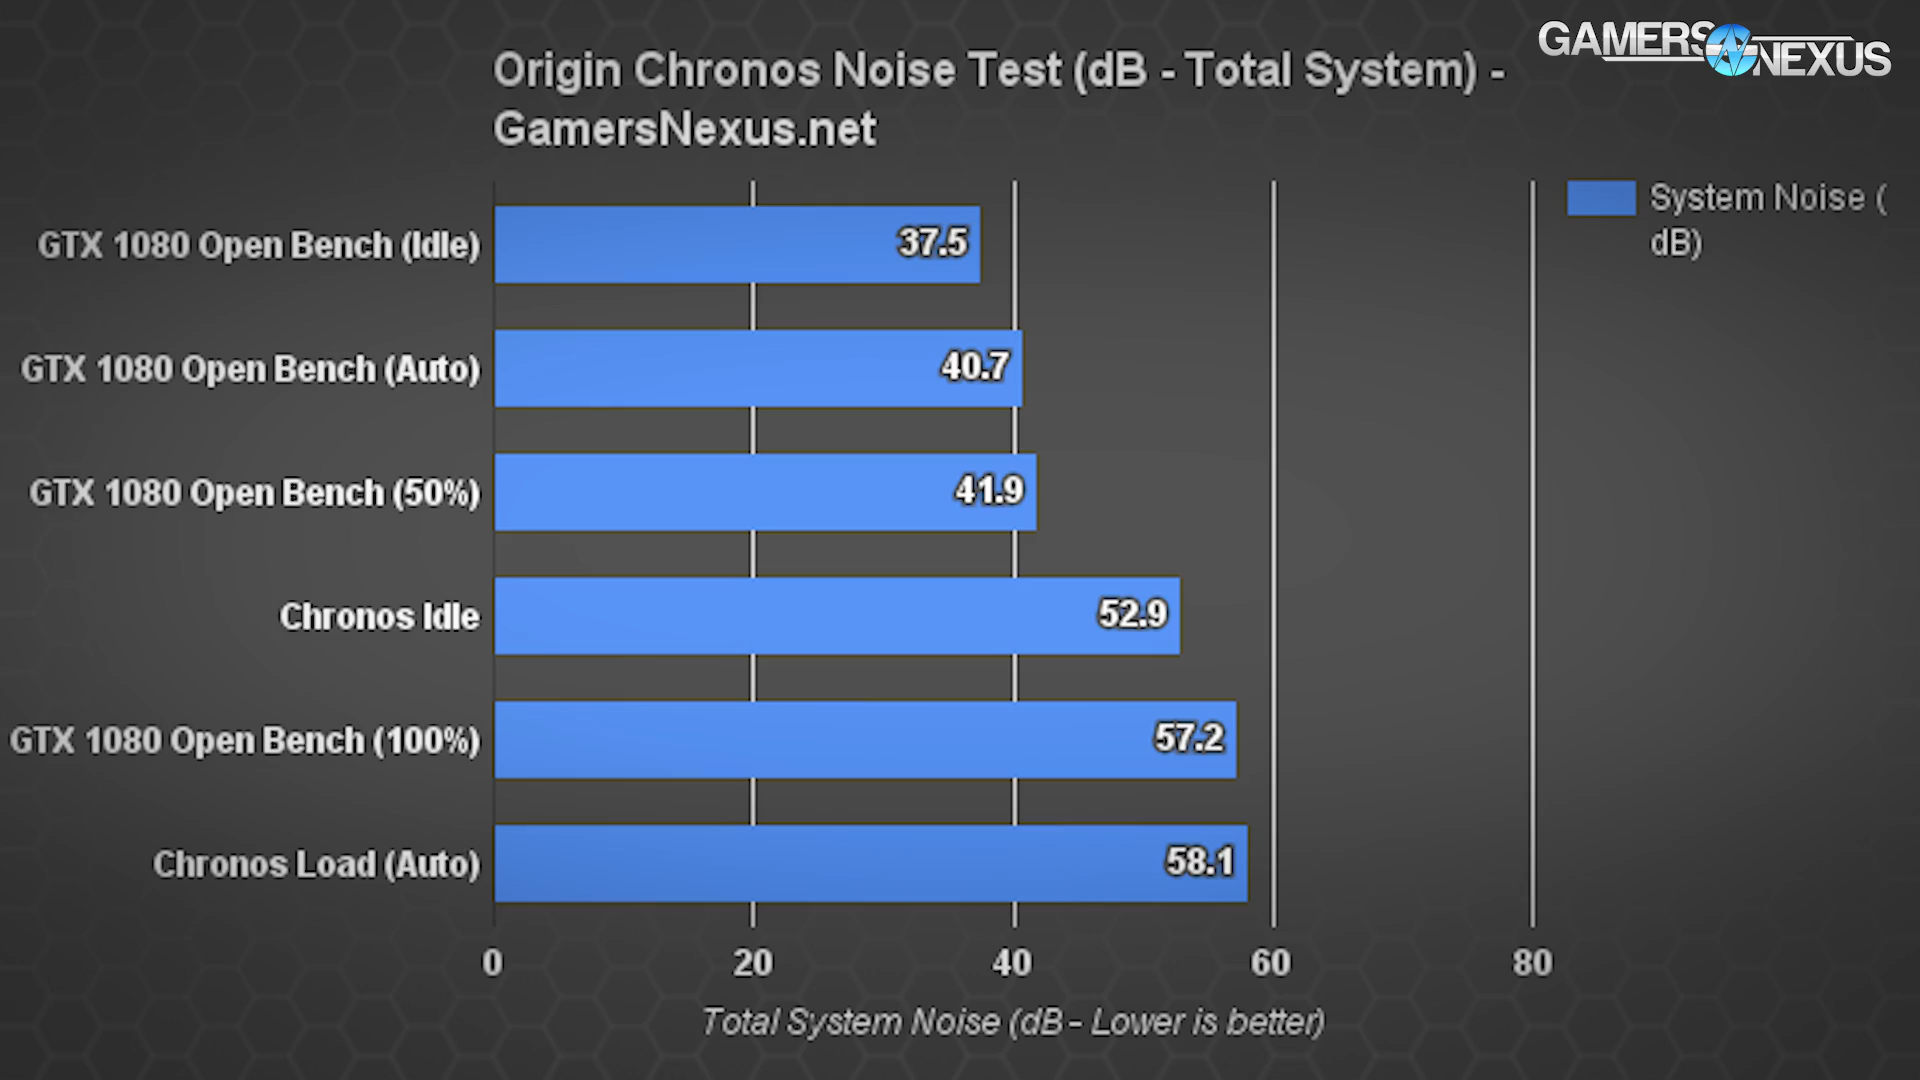 GAMERS NEXUS
Origin Chronos Noise Test (dB - Total System) -
GamersNexus.net
System Noise (
dB)
GTX 1080 Open Bench (Idle)
37.5
GTX 1080 Open Bench (Auto)
40.7
GTX 1080 Open Bench (50%)
41.9
Chronos Idle
52.9
GTX 1080 Open Bench (100%)
57.2
Chronos Load (Auto)
58.1
0 20 40 60 80
Total System Noise (dB - Lower is better)